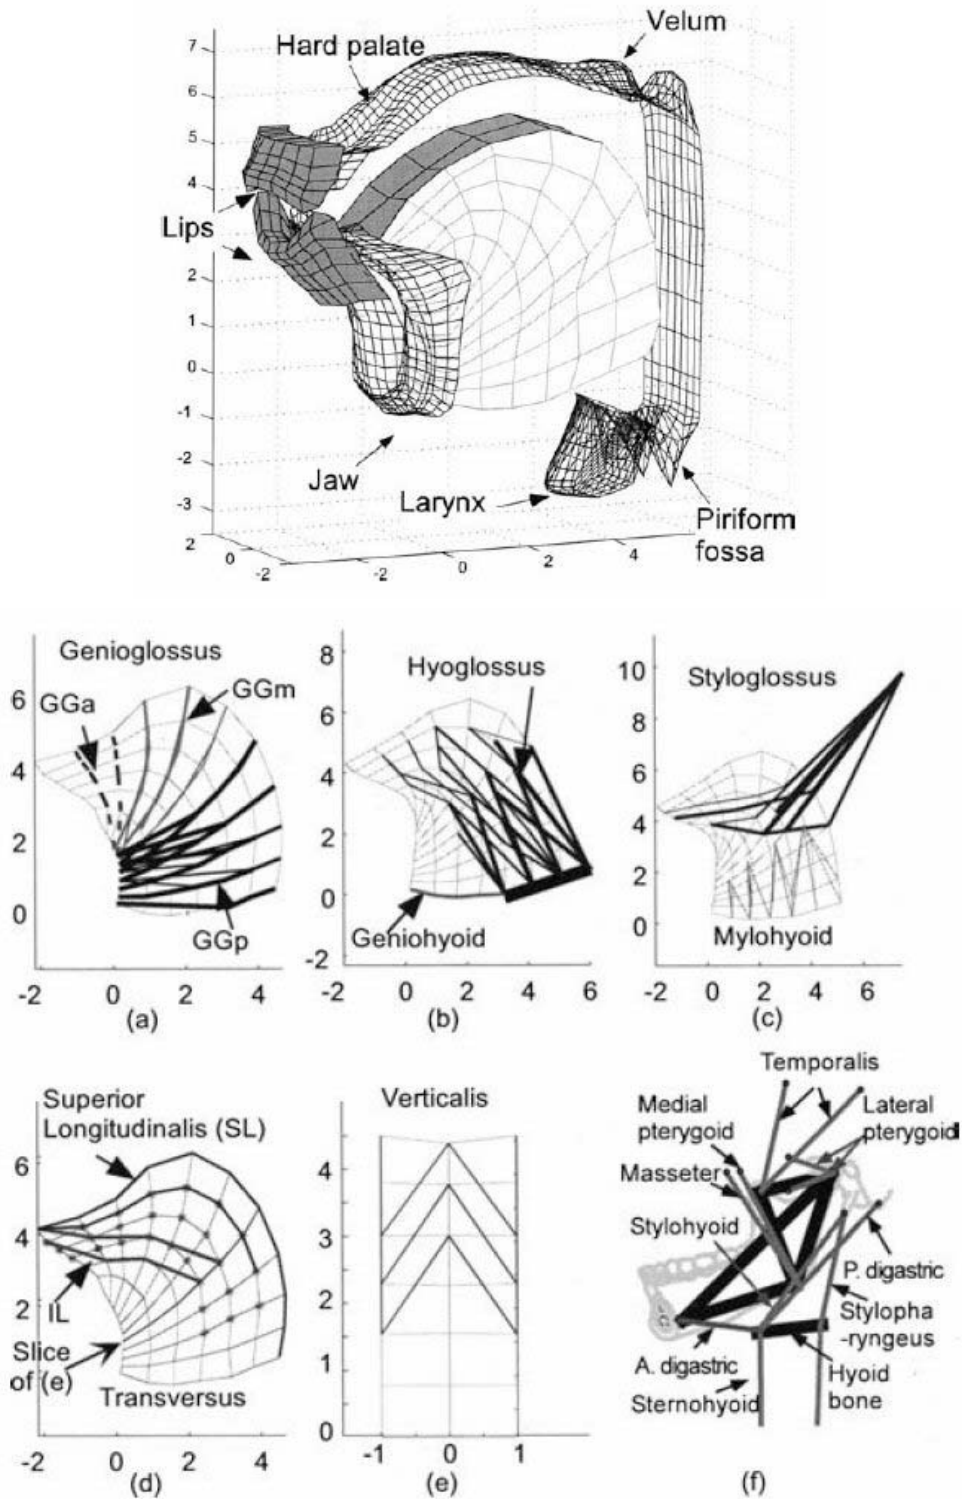 Velum
Hard palate
7
6
5
4
Lips
2
1
0
-1
-2
-3
2
0
-2
-2
0
2
4
Jaw
Larynx
Piriform
fossa
Genioglossus
GGa
GGm
GGp
6
4
2
0
-2 0 2 4
(a)
Hyoglossus
Geniohyoid
8
6
4
2
0
-2
-2 0 2 4 6
(b)
Styloglossus
Mylohyoid
10
8
6
4
2
0
-2 0 2 4 6
(c)
Superior
Longitudinalis (SL)
6
4
2
IL
Slice
of (e)
Transversus
-2 0 2 4
(d)
Verticalis
5
4
3
3
2
1
0
-1 0 1
(e)
Temporalis
Medial
pterygoid
Lateral
pterygoid
Masseter
Stylohyoid
P. digastric
Stylopha
-ryngeus
A. digastric
Hyoid
bone
Sternohyoid
(f)